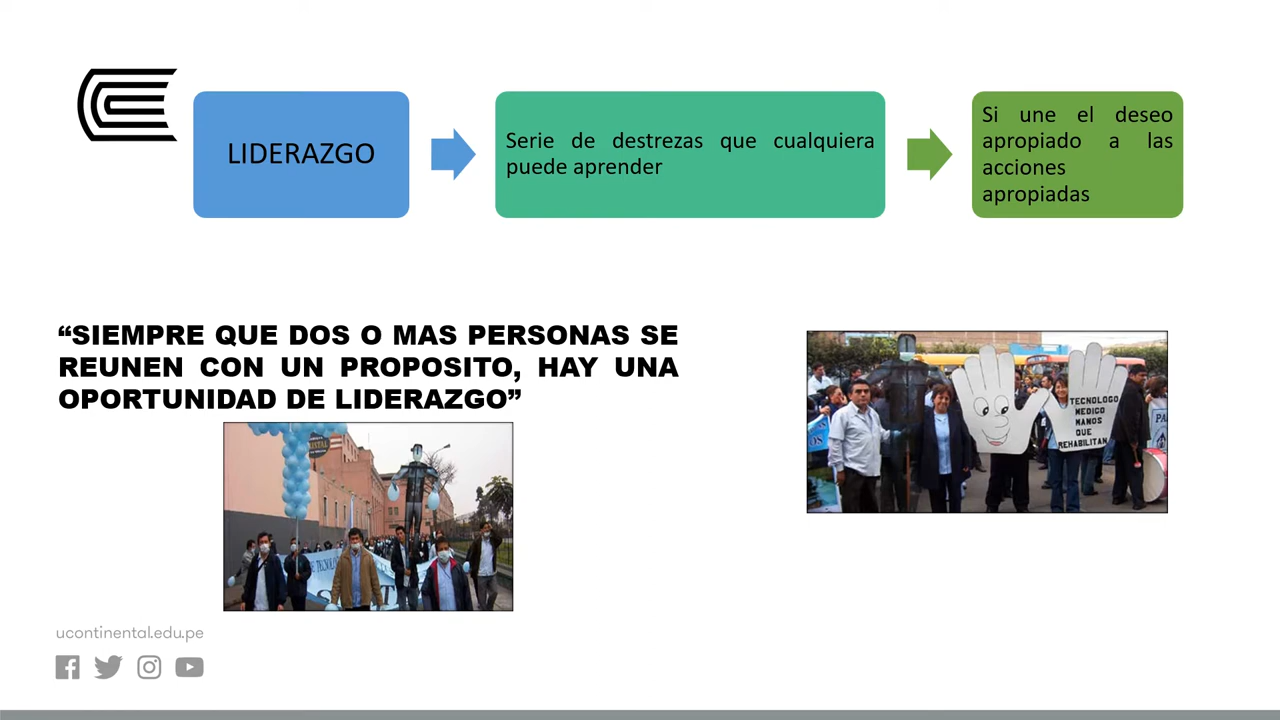 LIDERAZGO
Serie de destrezas que cualquiera
puede aprender
Si une el deseo
apropiado a las
acciones
apropiadas
“SIEMPRE QUE DOS O MAS PERSONAS SE
REUNEN CON UN PROPOSITO, HAY UNA
OPORTUNIDAD DE LIDERAZGO”
TECNOLOGO
MEDICO
MANOS
QUE
REHABILITAN
ucontinental.edu.pe